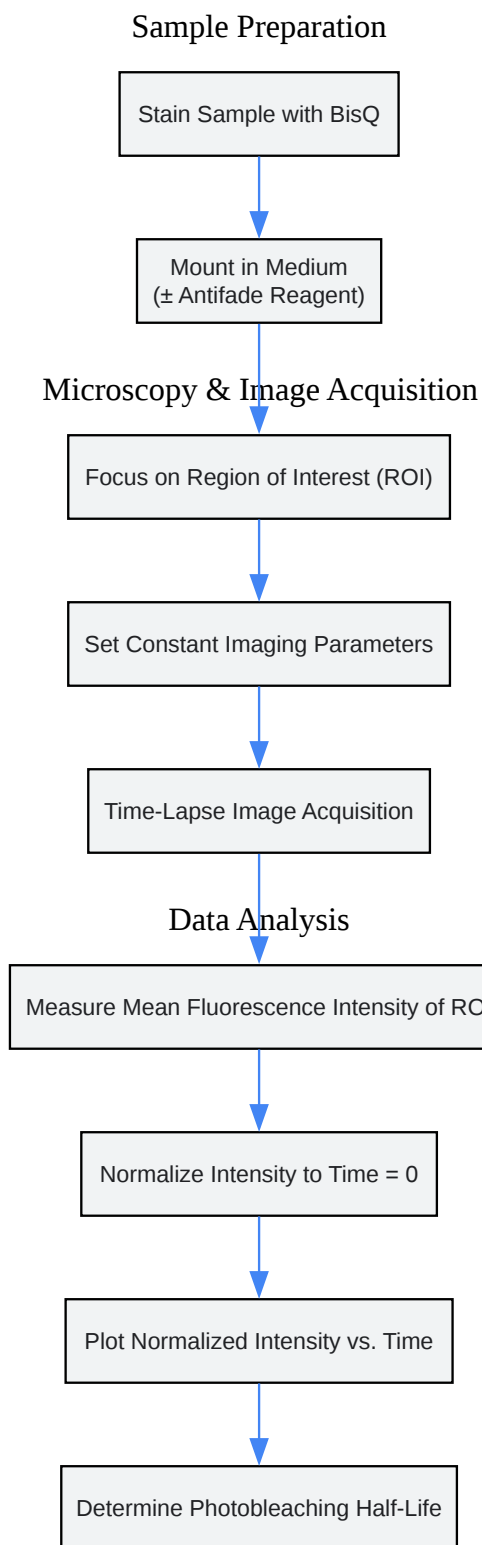 Sample Preparation
Stain Sample with BisQ
Mount in Medium
(± Antifade Reagent)
Microscopy & Image Acquisition
Focus on Region of Interest (ROI)
Set Constant Imaging Parameters
Time-Lapse Image Acquisition
Data Analysis
Measure Mean Fluorescence Intensity of RO
Normalize Intensity to Time = 0
Plot Normalized Intensity vs. Time
Determine Photobleaching Half-Life